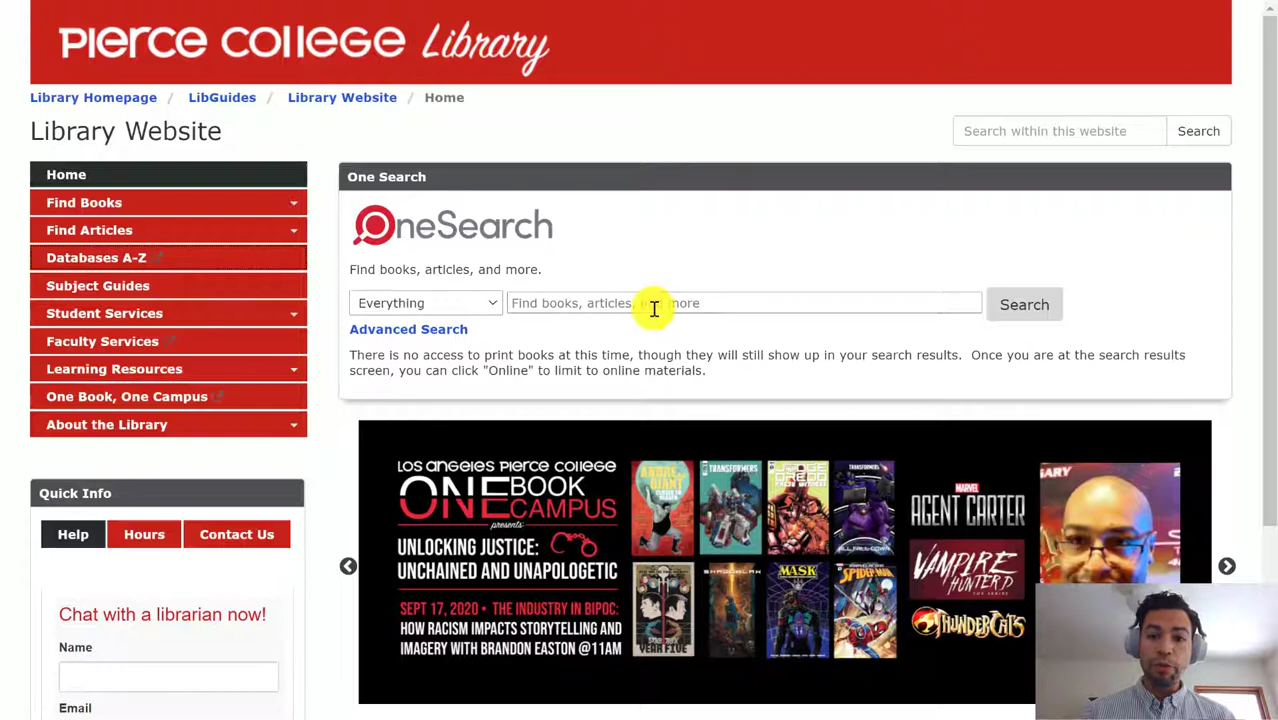 PIERCE COLLEGE Library
Library Homepage / LibGuides / Library Website / Home
Library Website
Search within this website
Search
Home
Find Books
Find Articles
Databases A-Z
Subject Guides
Student Services
Faculty Services
Learning Resources
One Book, One Campus
About the Library
One Search
OneSearch
Find books, articles, and more.
Everything
Find books, articles, and more
Search
Advanced Search
There is no access to print books at this time, though they will still show up in your search results.  Once you are at the search results
screen, you can click "Online" to limit to online materials.
LOS ANGELES PIERCE COLLEGE
ONE BOOK
ONE CAMPUS
presents:
UNLOCKING JUSTICE:
UNCHAINED AND UNAPOLOGETIC
SEPT 17, 2020 • THE INDUSTRY IN BIPOC:
HOW RACISM IMPACTS STORYTELLING AND
IMAGERY WITH BRANDON EASTON @11AM
TRANSFORMERS
MASK
SPIDER-MAN
YEAR FIVE
MARVEL
AGENT CARTER
VAMPIRE
HUNTER D
THUNDERCATS
GARY
Quick Info
Help
Hours
Contact Us
Chat with a librarian now!
Name
Email